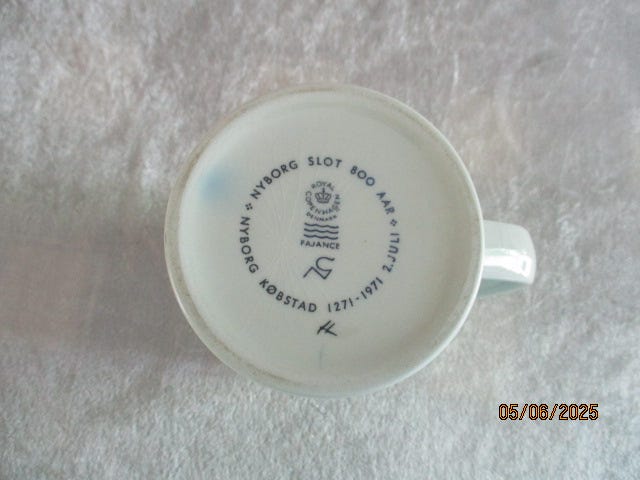 NYBORG SLOT 800 AAR
NYBORG KØBSTAD 1271-1971 2.JULI
ROYAL
COPENHAGEN
DENMARK
FAJANCE
05/06/2025